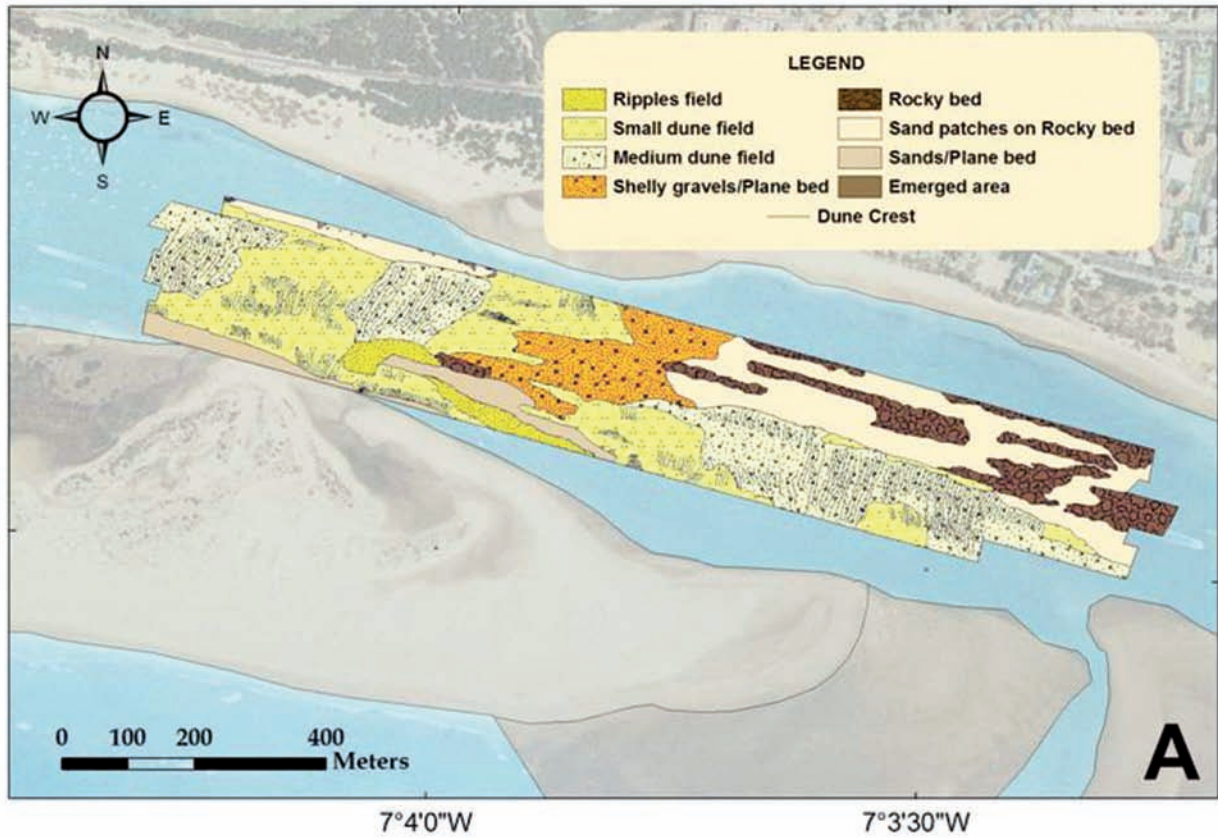 N
W E
S
LEGEND
Ripples field
Small dune field
Medium dune field
Shelly gravels/Plane bed
Rocky bed
Sand patches on Rocky bed
Sands/Plane bed
Emerged area
Dune Crest
0 100 200 400
Meters
A
7°4'0"W 7°3'30"W